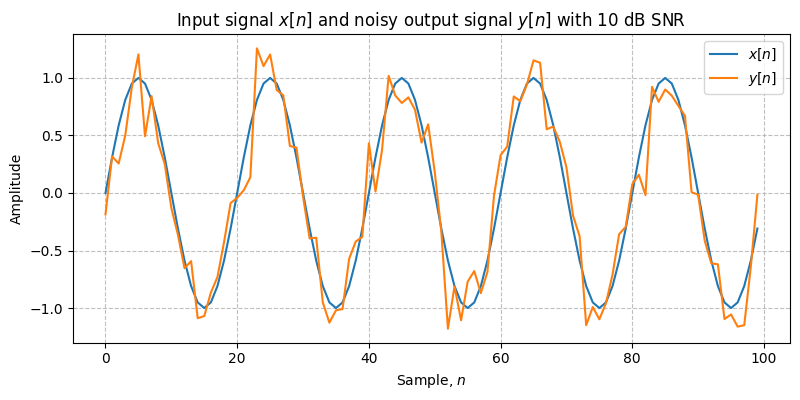 Input signal x[n] and noisy output signal y[n] with 10 dB SNR
x[n]
y[n]
Amplitude
1.0
0.5
0.0
−0.5
−1.0
0 20 40 60 80 100
Sample, n